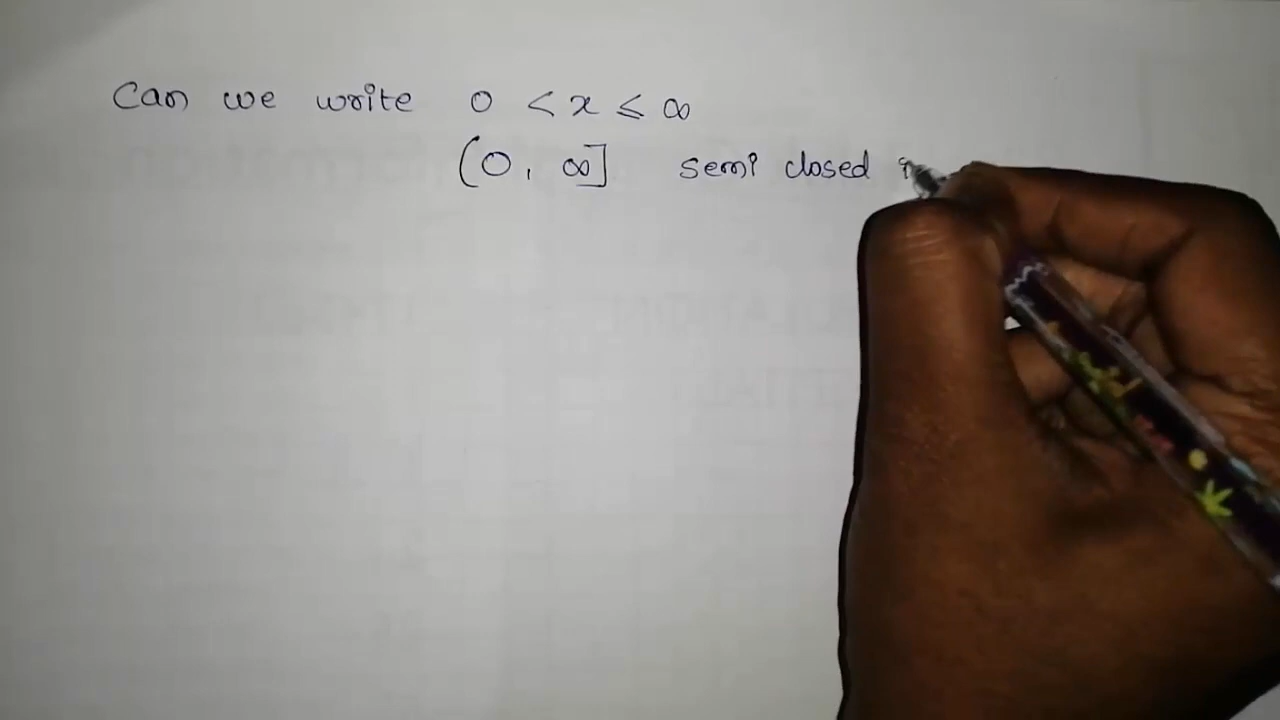 Can we write 0 < x ≤ ∞
(0, ∞] semi closed